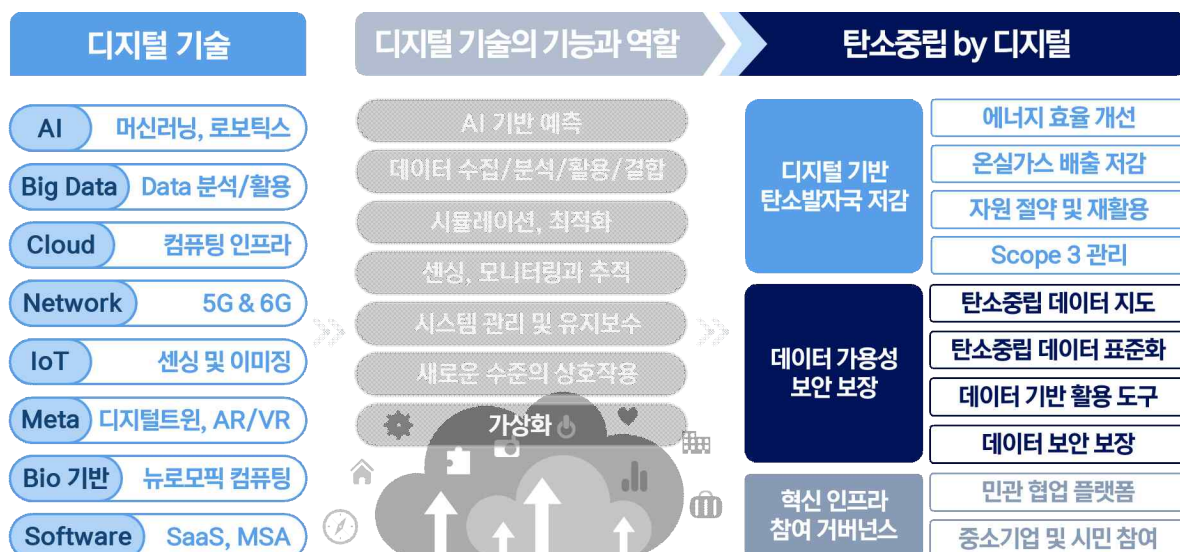 디지털 기술
AI 머신러닝, 로보틱스
Big Data Data 분석/활용
Cloud 컴퓨팅 인프라
Network 5G & 6G
IoT 센싱 및 이미징
Meta 디지털트윈, AR/VR
Bio 기반 뉴로모픽 컴퓨팅
Software SaaS, MSA
디지털 기술의 기능과 역할
AI 기반 예측
데이터 수집/분석/활용/결합
시뮬레이션, 최적화
센싱, 모니터링과 추적
시스템 관리 및 유지보수
새로운 수준의 상호작용
가상화
탄소중립 by 디지털
디지털 기반
탄소발자국 저감
에너지 효율 개선
온실가스 배출 저감
자원 절약 및 재활용
Scope 3 관리
데이터 가용성
보안 보장
탄소중립 데이터 지도
탄소중립 데이터 표준화
데이터 기반 활용 도구
데이터 보안 보장
혁신 인프라
참여 거버넌스
민관 협업 플랫폼
중소기업 및 시민 참여